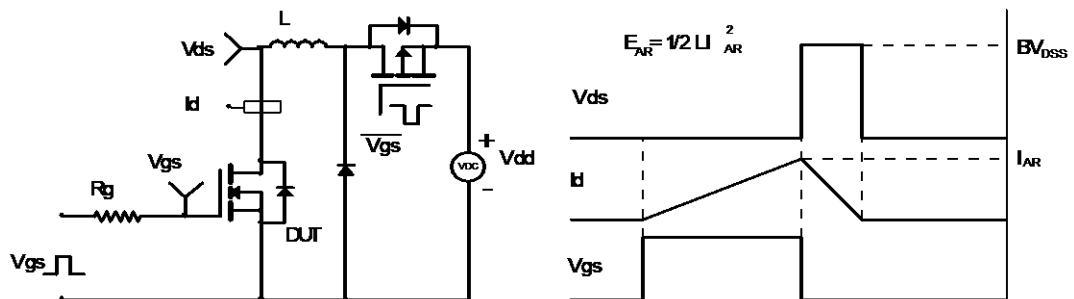 L
Vds
Id
Vgs
Vgs
Rg
DUT
Vgs
VDC
+
Vdd
-
E_AR = 1/2 LI²_AR
BV_DSS
Vds
I_AR
Id
Vgs